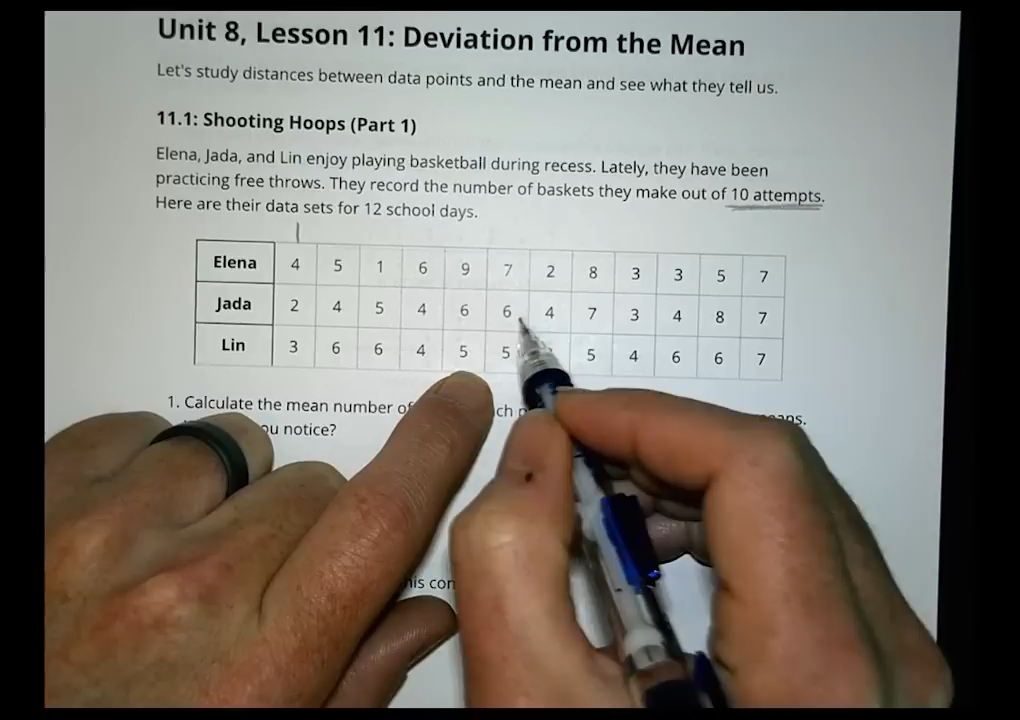 Unit 8, Lesson 11: Deviation from the Mean
Let's study distances between data points and the mean and see what they tell us.
11.1: Shooting Hoops (Part 1)
Elena, Jada, and Lin enjoy playing basketball during recess. Lately, they have been
practicing free throws. They record the number of baskets they make out of 10 attempts.
Here are their data sets for 12 school days.
Elena 4 5 1 6 9 7 2 8 3 3 5 7
Jada 2 4 5 4 6 6 4 7 3 4 8 7
Lin 3 6 6 4 5 5 5 4 6 6 7
1. Calculate the mean number of